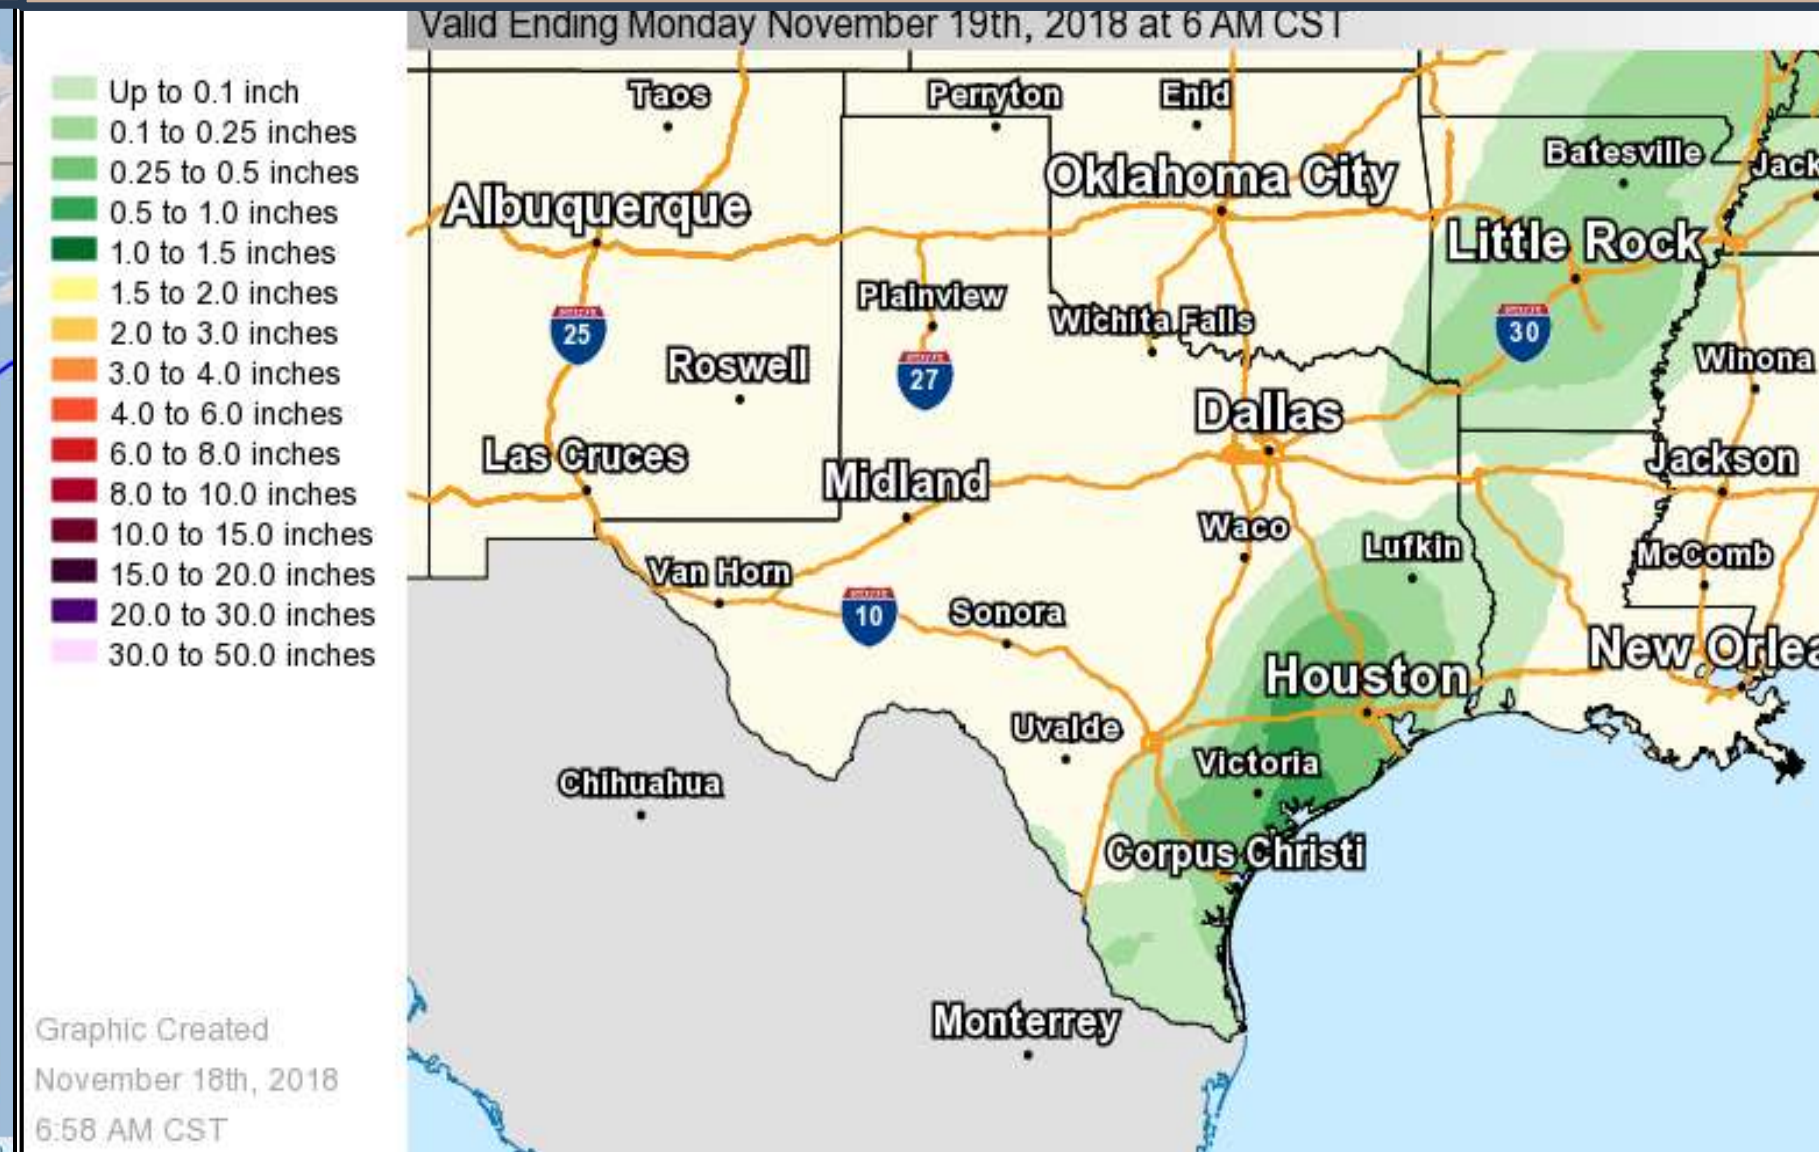 Valid Ending Monday November 19th, 2018 at 6 AM CST
Up to 0.1 inch
0.1 to 0.25 inches
0.25 to 0.5 inches
0.5 to 1.0 inches
1.0 to 1.5 inches
1.5 to 2.0 inches
2.0 to 3.0 inches
3.0 to 4.0 inches
4.0 to 6.0 inches
6.0 to 8.0 inches
8.0 to 10.0 inches
10.0 to 15.0 inches
15.0 to 20.0 inches
20.0 to 30.0 inches
30.0 to 50.0 inches
Graphic Created
November 18th, 2018
6:58 AM CST
Taos
Perryton
Enid
Batesville
Jack
Oklahoma City
Albuquerque
Little Rock
Plainview
Wichita Falls
25
30
Winona
Roswell
27
Dallas
Las Cruces
Midland
Jackson
Waco
Lufkin
McComb
Van Horn
10
Sonora
New Orlea
Houston
Uvalde
Victoria
Chihuahua
Corpus Christi
Monterrey